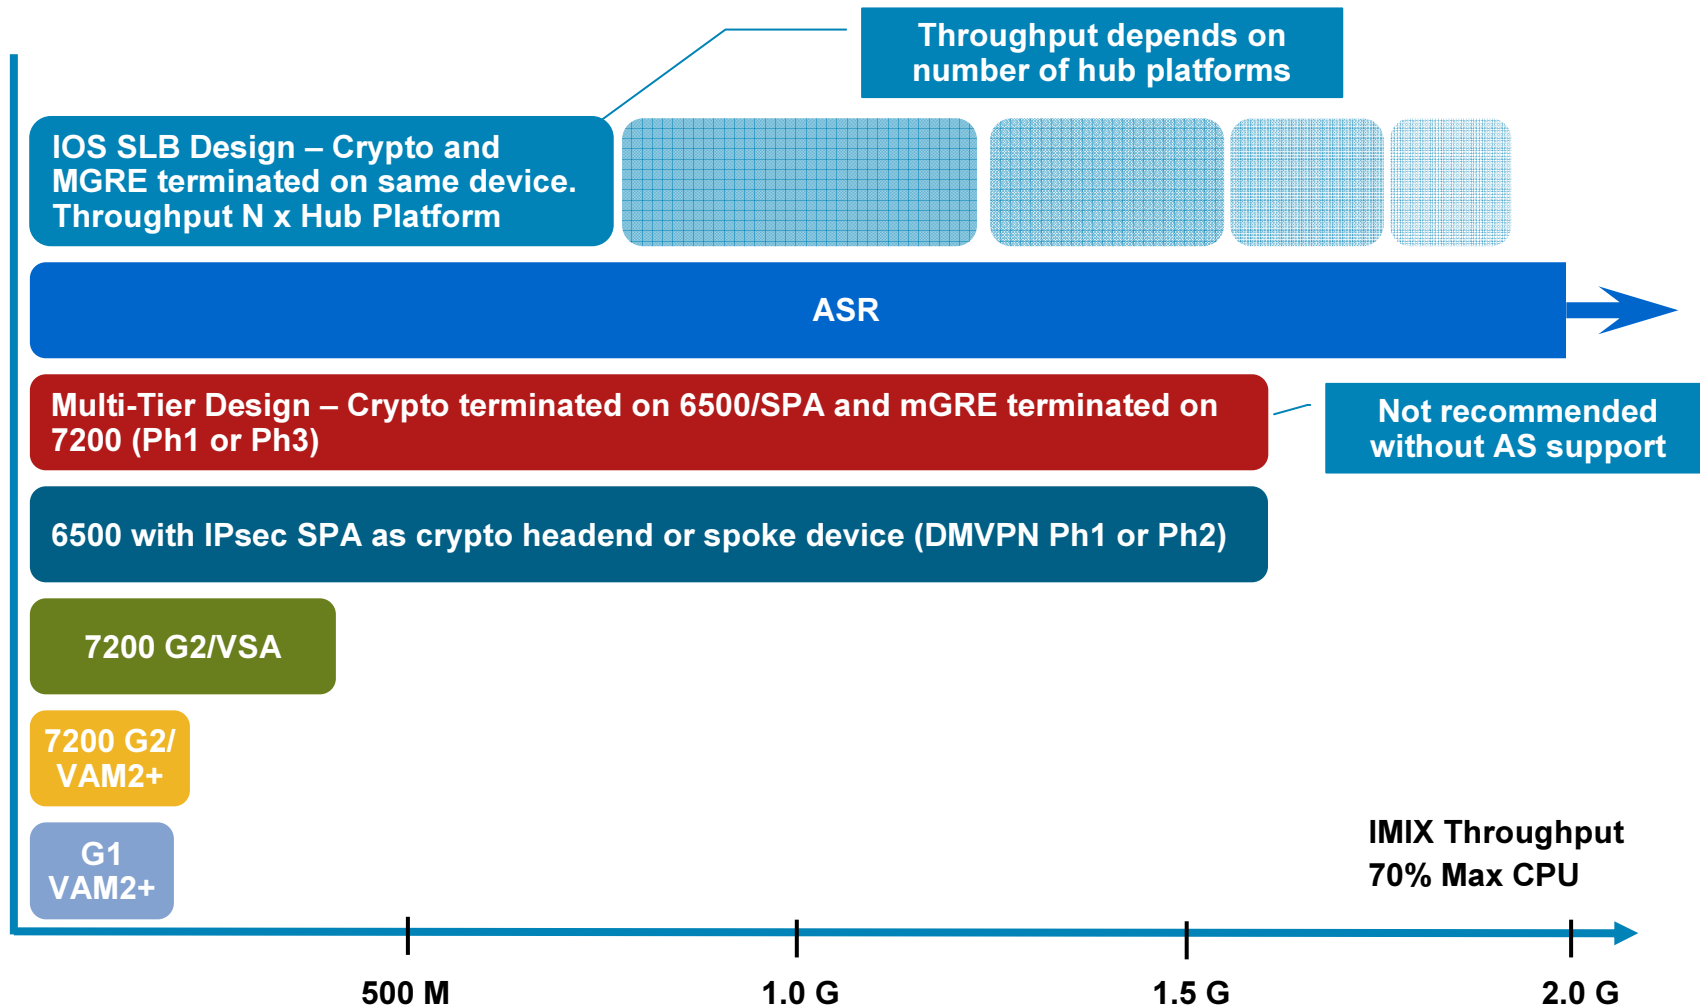 Throughput depends on
number of hub platforms
IOS SLB Design – Crypto and
MGRE terminated on same device.
Throughput N x Hub Platform
ASR
Multi-Tier Design – Crypto terminated on 6500/SPA and mGRE terminated on
7200 (Ph1 or Ph3)
Not recommended
without AS support
6500 with IPsec SPA as crypto headend or spoke device (DMVPN Ph1 or Ph2)
7200 G2/VSA
7200 G2/
VAM2+
G1
VAM2+
IMIX Throughput
70% Max CPU
500 M
1.0 G
1.5 G
2.0 G